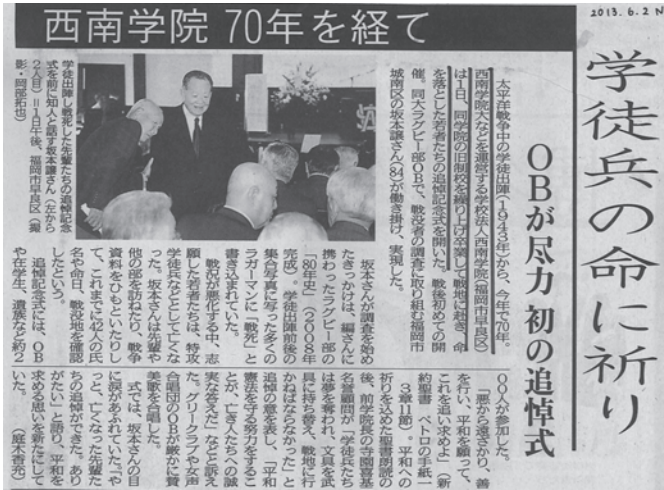 2013.6.2 N
西南学院 70年を経て
学徒兵の命に祈り
OBが尽力 初の追悼式
太平洋戦争中の学徒出陣(1943年)から、今年で70年。
西南学院大などを運営する学校法人西南学院(福岡市早良区)
は1日、同学院の旧制校を繰り上げ卒業して戦地に赴き、命
を落とした若者たちの追悼記念式を開いた。戦後初めての開
催。同大ラグビー部OBで、戦没者の調査に取り組む福岡市
城南区の坂本譲さん(84)が働き掛け、実現した。
学徒出陣し戦死した先輩たちの追悼記念
式を前に知人と話す坂本譲さん(左から
2人目)=1日午後、福岡市早良区(撮
影・岡部拓也)
坂本さんが調査を始め
たきっかけは、編さんに
携わったラグビー部の
「80年史」(2008年
完成)。学徒出陣前後の
集合写真に写った多くの
ラガーマンに「戦死」と
書き込まれていた。
戦況が悪化する中、志
願した若者たちは、特攻
学徒兵などとして亡くな
った。坂本さんは先輩や
他の部を訪ねたり、戦争
資料をひもといたりし
て、これまでに42人の氏
名や命日、戦没地を確認
したという。
追悼記念式には、OB
や在学生、遺族など約2
00人が参加した。
「悪から遠ざかり、善
を行い、平和を願って、
これを追い求めよ」(新
約聖書 ペトロの手紙一
3章11節)。平和への
祈りを込めた聖書朗読の
後、前学院長の寺園喜基
名誉顧問が「学徒兵たち
は夢を奪われ、文具を武
具に持ち替え、戦地に行
かねばならなかった」と
追悼の意を表し、「平和
憲法を守る努力をするこ
とが、亡き人たちへの誠
実な答えだ」などと訴え
た。グリークラブや女声
合唱団のOBが厳かに賛
美歌を合唱した。
式では、坂本さんの目
に涙があふれていた。「や
っと、亡くなった先輩た
ちの追悼ができた。あり
がたい」と語り、平和を
求める思いを新たにして
いた。 (庭木香充)